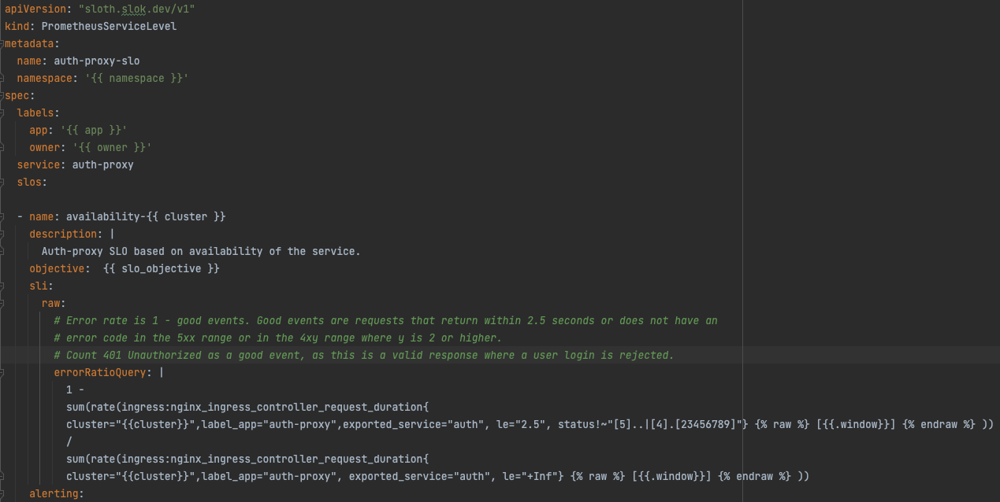 apiVersion: "sloth.slok.dev/v1"
kind: PrometheusServiceLevel
metadata:
  name: auth-proxy-slo
  namespace: '{{ namespace }}'
spec:
  labels:
    app: '{{ app }}'
    owner: '{{ owner }}'
  service: auth-proxy
  slos:

  - name: availability-{{ cluster }}
    description: |
      Auth-proxy SLO based on availability of the service.
    objective:  {{ slo_objective }}
    sli:
      raw:
        # Error rate is 1 - good events. Good events are requests that return within 2.5 seconds or does not have an
        # error code in the 5xx range or in the 4xy range where y is 2 or higher.
        # Count 401 Unauthorized as a good event, as this is a valid response where a user login is rejected.
        errorRatioQuery: |
          1 -
          sum(rate(ingress:nginx_ingress_controller_request_duration{
          cluster="{{cluster}}",label_app="auth-proxy",exported_service="auth", le="2.5", status!~"[5]..|[4].[23456789]"} {% raw %} [{{.window}}] {% endraw %} ))
          /
          sum(rate(ingress:nginx_ingress_controller_request_duration{
          cluster="{{cluster}}",label_app="auth-proxy", exported_service="auth", le="+Inf"} {% raw %} [{{.window}}] {% endraw %} ))
    alerting: